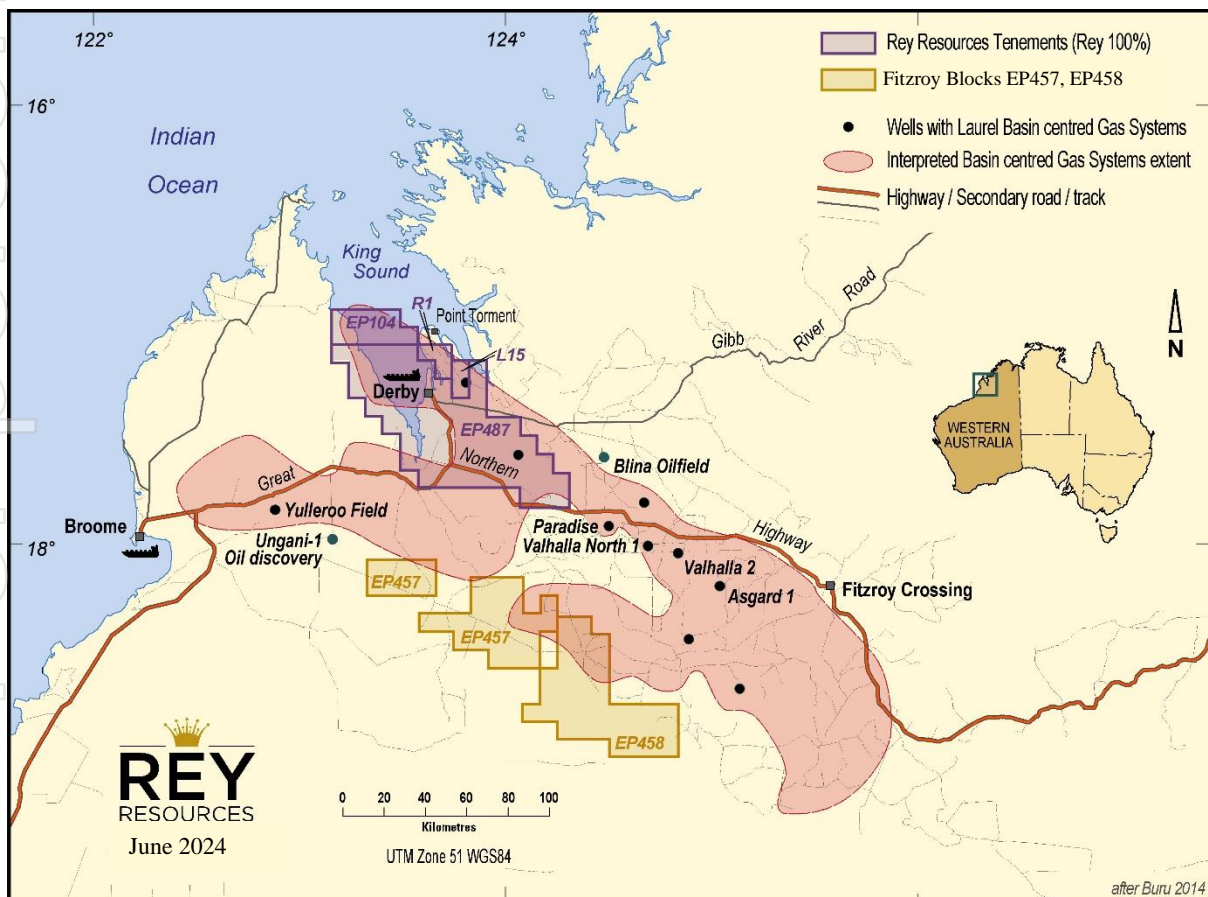 122°
124°
16°
18°
Rey Resources Tenements (Rey 100%)
Fitzroy Blocks EP457, EP458
Wells with Laurel Basin centred Gas Systems
Interpreted Basin centred Gas Systems extent
Highway / Secondary road / track
Indian
Ocean
King
Sound
R1
EP104
Point Torment
L15
Derby
EP487
Gibb
River
Road
N
WESTERN
AUSTRALIA
Great
Northern
Highway
Blina Oilfield
Broome
Yulleroo Field
Ungani-1
Oil discovery
Paradise
Valhalla North 1
Valhalla 2
Asgard 1
Fitzroy Crossing
EP457
EP457
EP458
REY
RESOURCES
June 2024
0 20 40 60 80 100
Kilometres
UTM Zone 51 WGS84
after Buru 2014